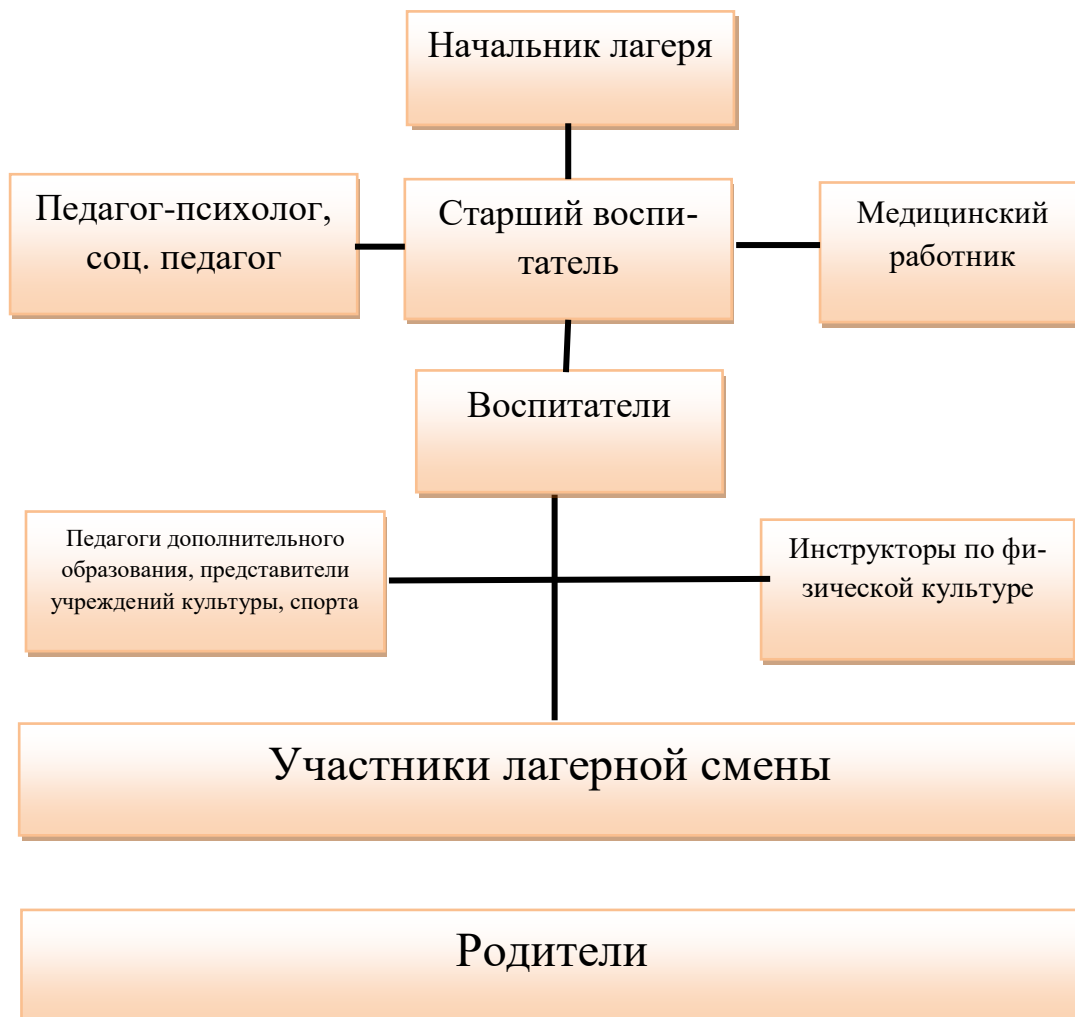 Начальник лагеря
Педагог-психолог,
соц. педагог
Старший воспи-
татель
Медицинский
работник
Воспитатели
Педагоги дополнительного
образования, представители
учреждений культуры, спорта
Инструкторы по фи-
зической культуре
Участники лагерной смены
Родители